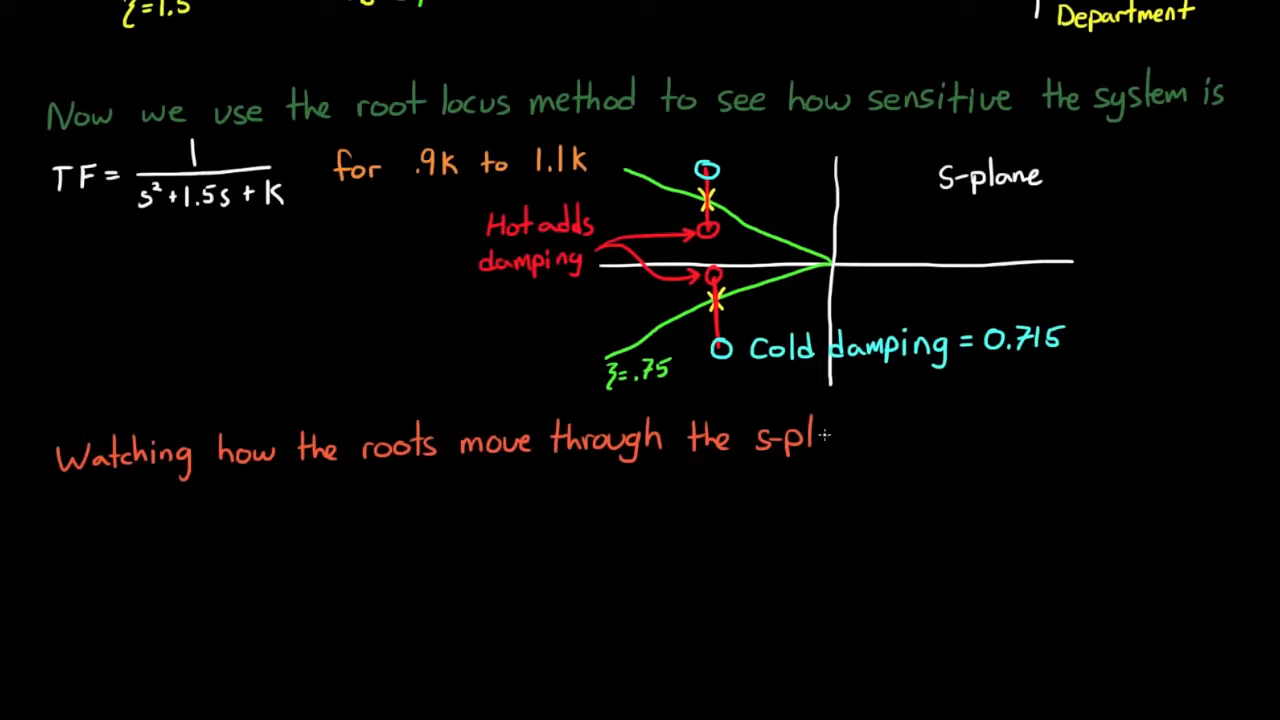 ξ=1.5
Department
Now we use the root locus method to see how sensitive the system is
TF = 1 / s²+1.5s+K
for .9K to 1.1K
S-plane
Hot adds
damping
Cold damping = 0.715
ξ=.75
Watching how the roots move through the s-pl